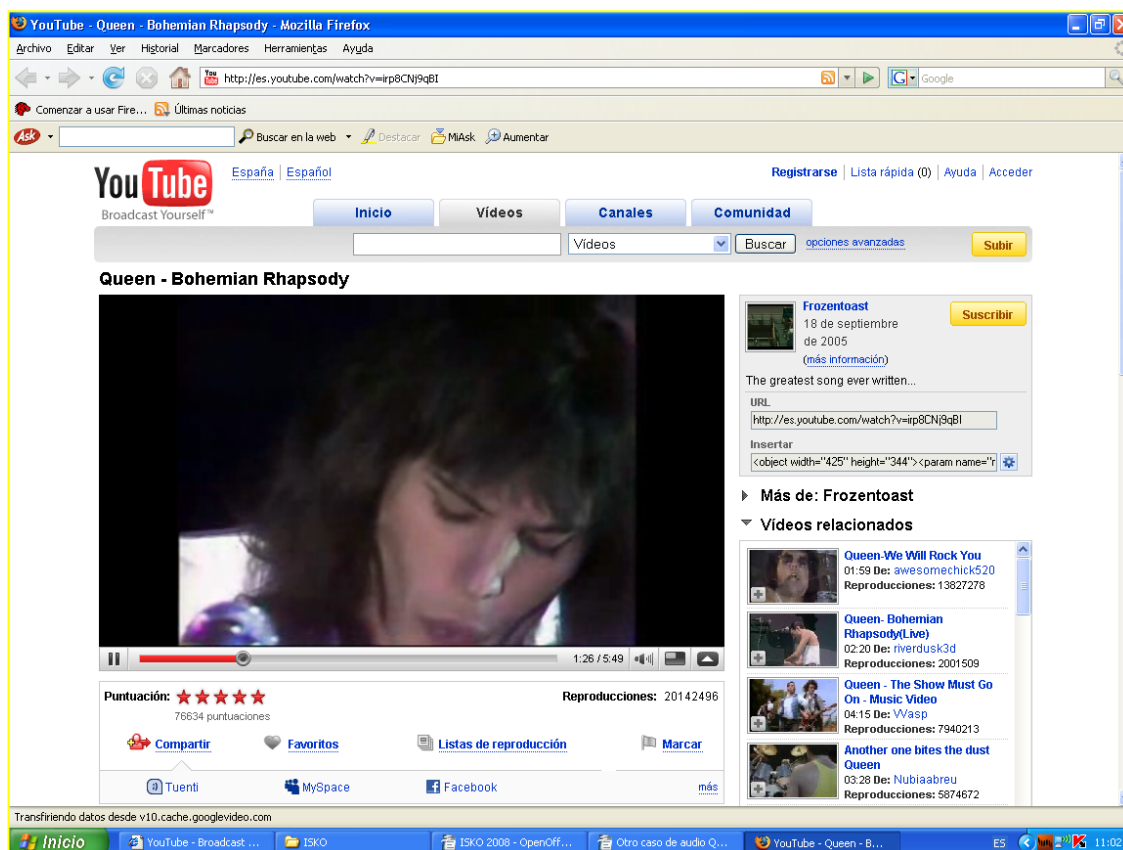 YouTube - Queen - Bohemian Rhapsody - Mozilla Firefox
Archivo Editar Ver Historial Marcadores Herramientas Ayuda
http://es.youtube.com/watch?v=irp8CNj9qBI
G Google
Comenzar a usar Fire... Últimas noticias
Ask Buscar en la web Destacar MiAsk Aumentar
YouTube España Español Registrarse Lista rápida (0) Ayuda Acceder
Broadcast Yourself™
Inicio Vídeos Canales Comunidad
Vídeos Buscar opciones avanzadas Subir
Queen - Bohemian Rhapsody
Frozentoast
18 de septiembre
de 2005
(más información)
Suscribir
The greatest song ever written...
URL
http://es.youtube.com/watch?v=irp8CNj9qBI
Insertar
<object width="425" height="344"><param name="r
Más de: Frozentoast
Vídeos relacionados
Queen-We Will Rock You
01:59 De: awesomechick520
Reproducciones: 13827278
Queen- Bohemian
Rhapsody(Live)
02:20 De: riverdusk3d
Reproducciones: 2001509
Queen - The Show Must Go
On - Music Video
04:15 De: VVasp
Reproducciones: 7940213
Another one bites the dust
Queen
03:28 De: Nubiaabreu
Reproducciones: 5874672
1:26 / 5:49
Puntuación: Reproducciones: 20142496
76634 puntuaciones
Compartir Favoritos Listas de reproducción Marcar
Tuenti MySpace Facebook más
Transfiriendo datos desde v10.cache.googlevideo.com
Inicio YouTube - Broadcast ... ISKO ISKO 2008 - OpenOff... Otro caso de audio Q... YouTube - Queen - B... ES 11:02